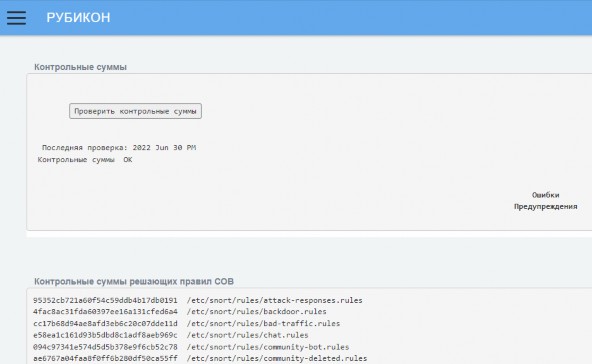 РУБИКОН
Контрольные суммы
Проверить контрольные суммы
Последняя проверка: 2022 Jun 30 PM
Контрольные суммы OK
Ошибки
Предупреждения
Контрольные суммы решающих правил СОВ
95352cb721a60f54c59ddb4b17db0191 /etc/snort/rules/attack-responses.rules
4facBac31fda60397ee16a131cfed6a4 /etc/snort/rules/backdoor.rules
cc17b68d94ae8afd3eb6c20c07dde11d /etc/snort/rules/bad-traffic.rules
e58ea1c161d93b5dbd8c1adf8aeb969c /etc/snort/rules/chat.rules
094c97341e574d5d5b378e9f6cb52c78 /etc/snort/rules/community-bot.rules
ae6767a04faa8f0ff6b280df50ca55ff /etc/snort/rules/community-deleted.rules